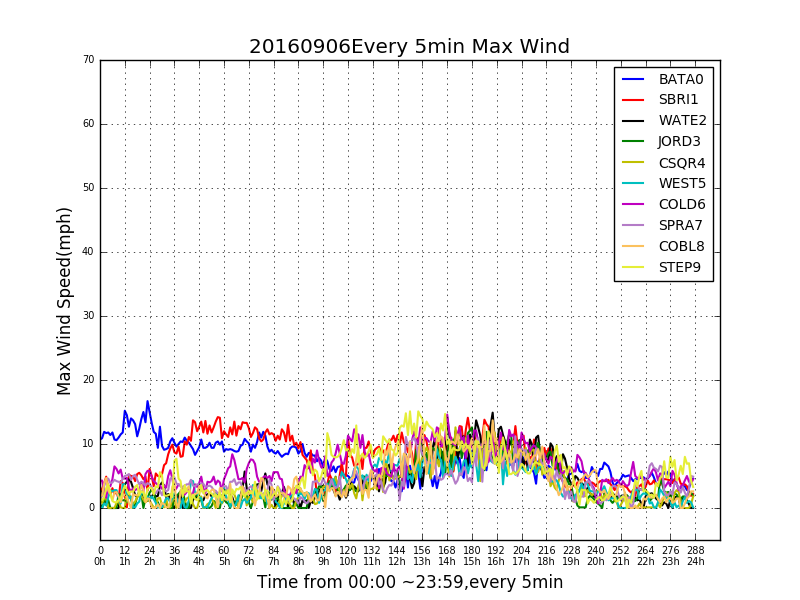 20160906Every 5min Max Wind
Max Wind Speed(mph)
70
60
50
40
30
20
10
0
BATA0
SBRI1
WATE2
JORD3
CSQR4
WEST5
COLD6
SPRA7
COBL8
STEP9
0 12 24 36 48 60 72 84 96 108 120 132 144 156 168 180 192 204 216 228 240 252 264 276 288
0h 1h 2h 3h 4h 5h 6h 7h 8h 9h 10h 11h 12h 13h 14h 15h 16h 17h 18h 19h 20h 21h 22h 23h 24h
Time from 00:00 ~23:59,every 5min